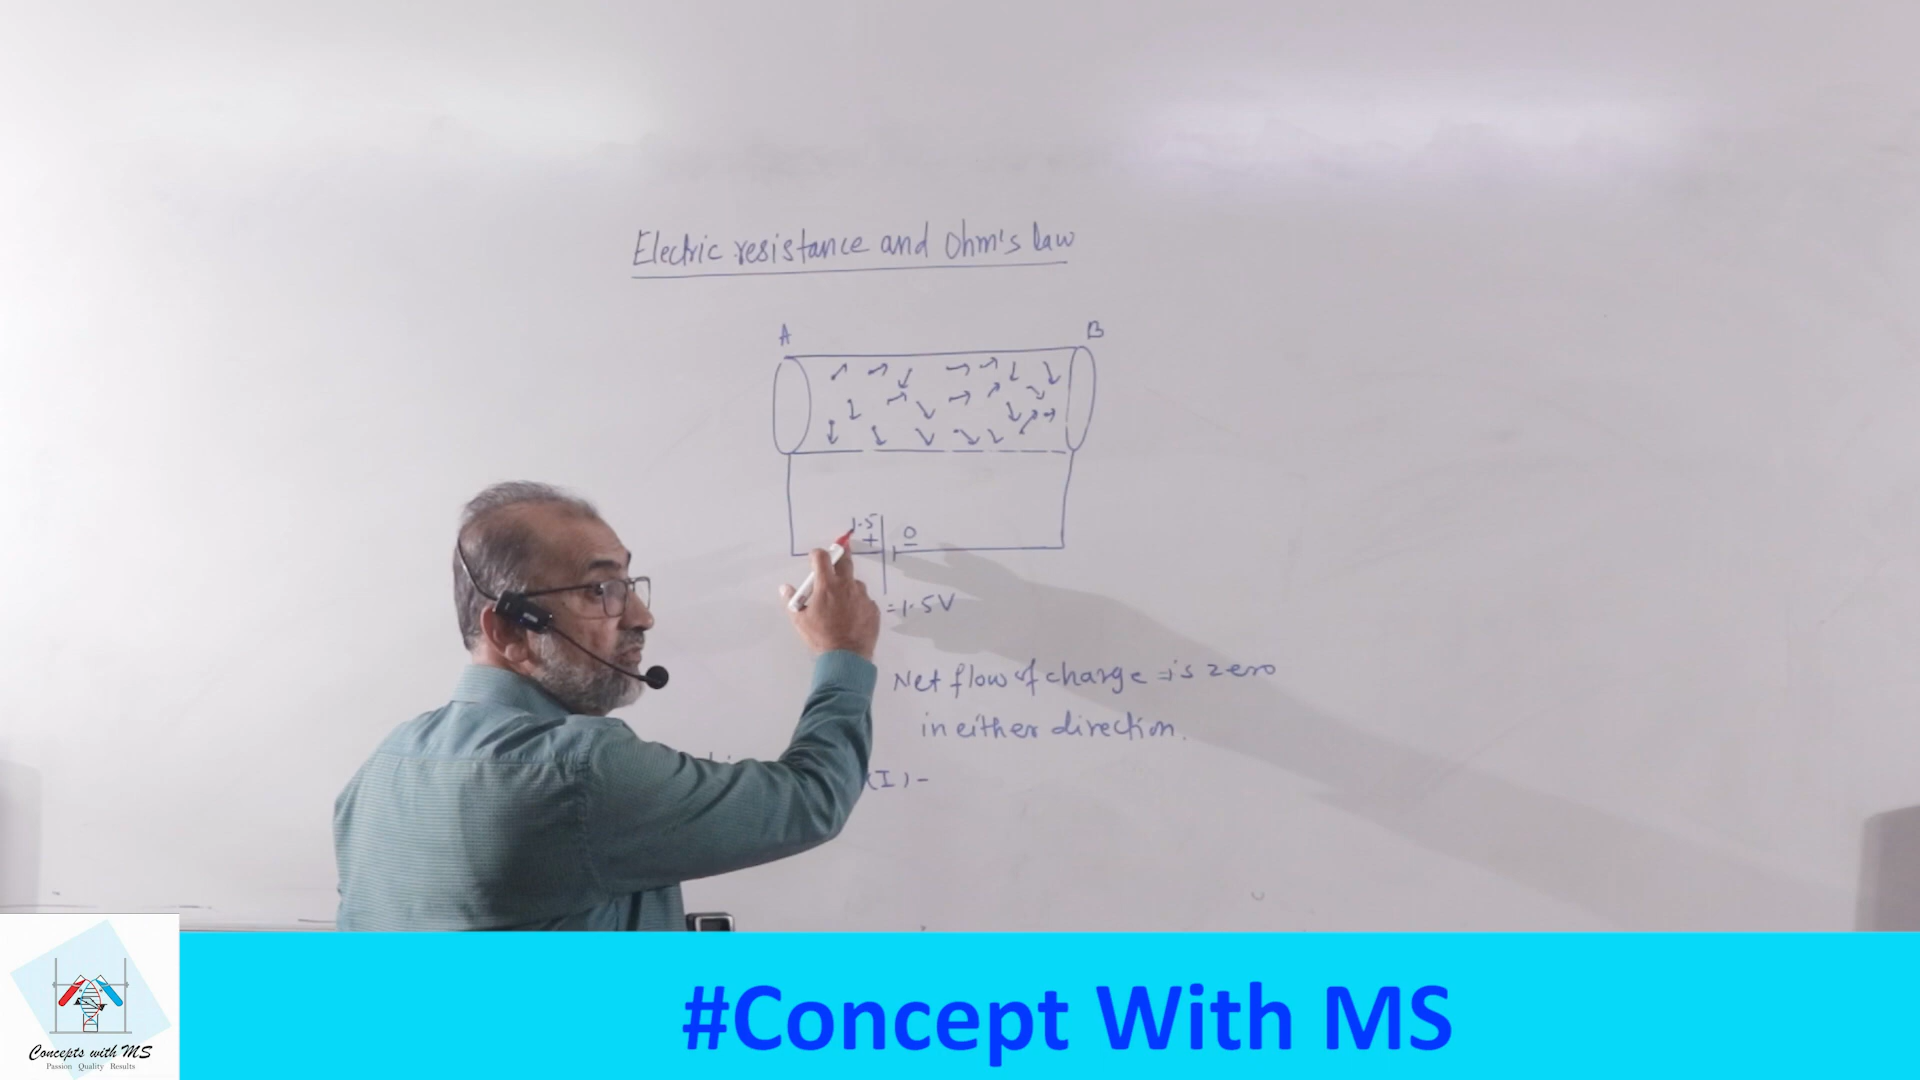 Electric resistance and Ohm's law
A B
1.5
+ 0 -
=1.5V
Net flow of charge is zero
in either direction.
(I) -
#Concept With MS
Concepts with MS
Passion Quality Results